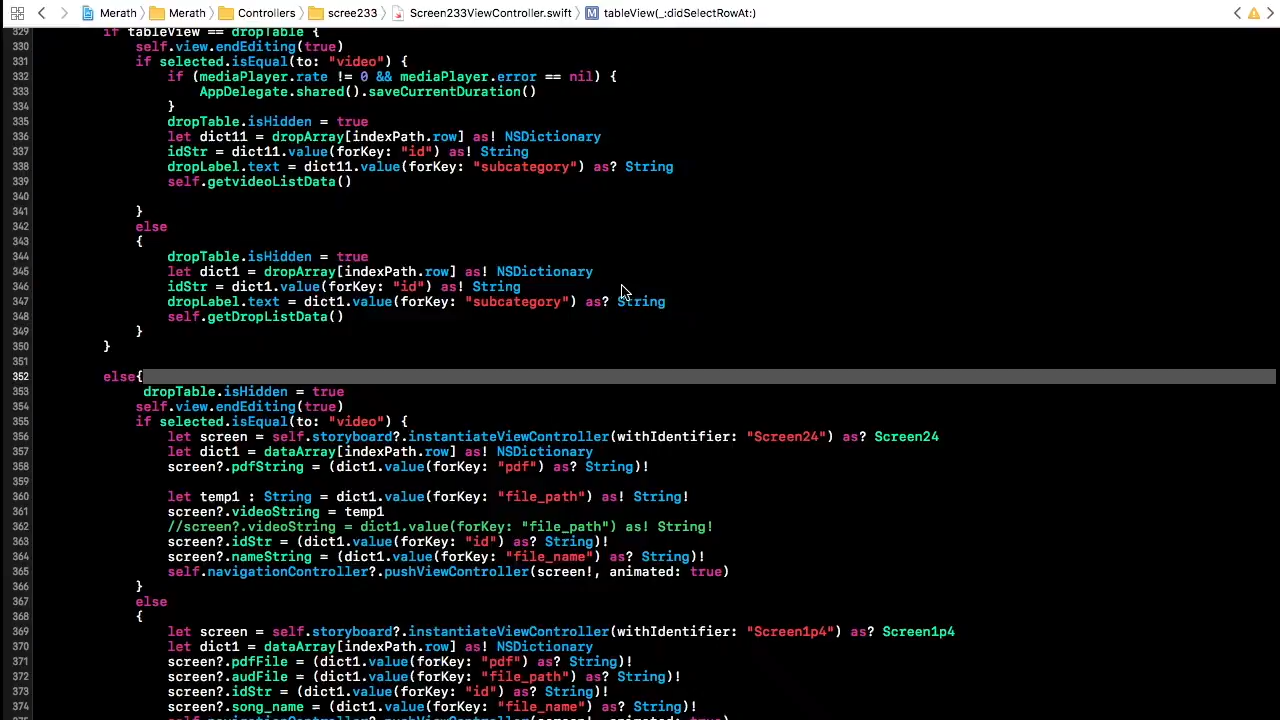 Merath Merath Controllers scree233 Screen233ViewController.swift tableView(_:didSelectRowAt:)
329 if tableView == dropTable {
330 self.view.endEditing(true)
331 if selected.isEqual(to: "video") {
332 if (mediaPlayer.rate != 0 && mediaPlayer.error == nil) {
333 AppDelegate.shared().saveCurrentDuration()
334 }
335 dropTable.isHidden = true
336 let dict11 = dropArray[indexPath.row] as! NSDictionary
337 idStr = dict11.value(forKey: "id") as! String
338 dropLabel.text = dict11.value(forKey: "subcategory") as? String
339 self.getvideoListData()
340
341 }
342 else
343 {
344 dropTable.isHidden = true
345 let dict1 = dropArray[indexPath.row] as! NSDictionary
346 idStr = dict1.value(forKey: "id") as! String
347 dropLabel.text = dict1.value(forKey: "subcategory") as? String
348 self.getDropListData()
349 }
350 }
351
352 else{
353 dropTable.isHidden = true
354 self.view.endEditing(true)
355 if selected.isEqual(to: "video") {
356 let screen = self.storyboard?.instantiateViewController(withIdentifier: "Screen24") as? Screen24
357 let dict1 = dataArray[indexPath.row] as! NSDictionary
358 screen?.pdfString = (dict1.value(forKey: "pdf") as? String)!
359
360 let temp1 : String = dict1.value(forKey: "file_path") as! String!
361 screen?.videoString = temp1
362 //screen?.videoString = dict1.value(forKey: "file_path") as! String!
363 screen?.idStr = (dict1.value(forKey: "id") as? String)!
364 screen?.nameString = (dict1.value(forKey: "file_name") as? String)!
365 self.navigationController?.pushViewController(screen!, animated: true)
366 }
367 else
368 {
369 let screen = self.storyboard?.instantiateViewController(withIdentifier: "Screen1p4") as? Screen1p4
370 let dict1 = dataArray[indexPath.row] as! NSDictionary
371 screen?.pdfFile = (dict1.value(forKey: "pdf") as? String)!
372 screen?.audFile = (dict1.value(forKey: "file_path") as? String)!
373 screen?.idStr = (dict1.value(forKey: "id") as? String)!
374 screen?.song_name = (dict1.value(forKey: "file_name") as? String)!
self.navigationController?.pushViewController(screen!, animated: true)